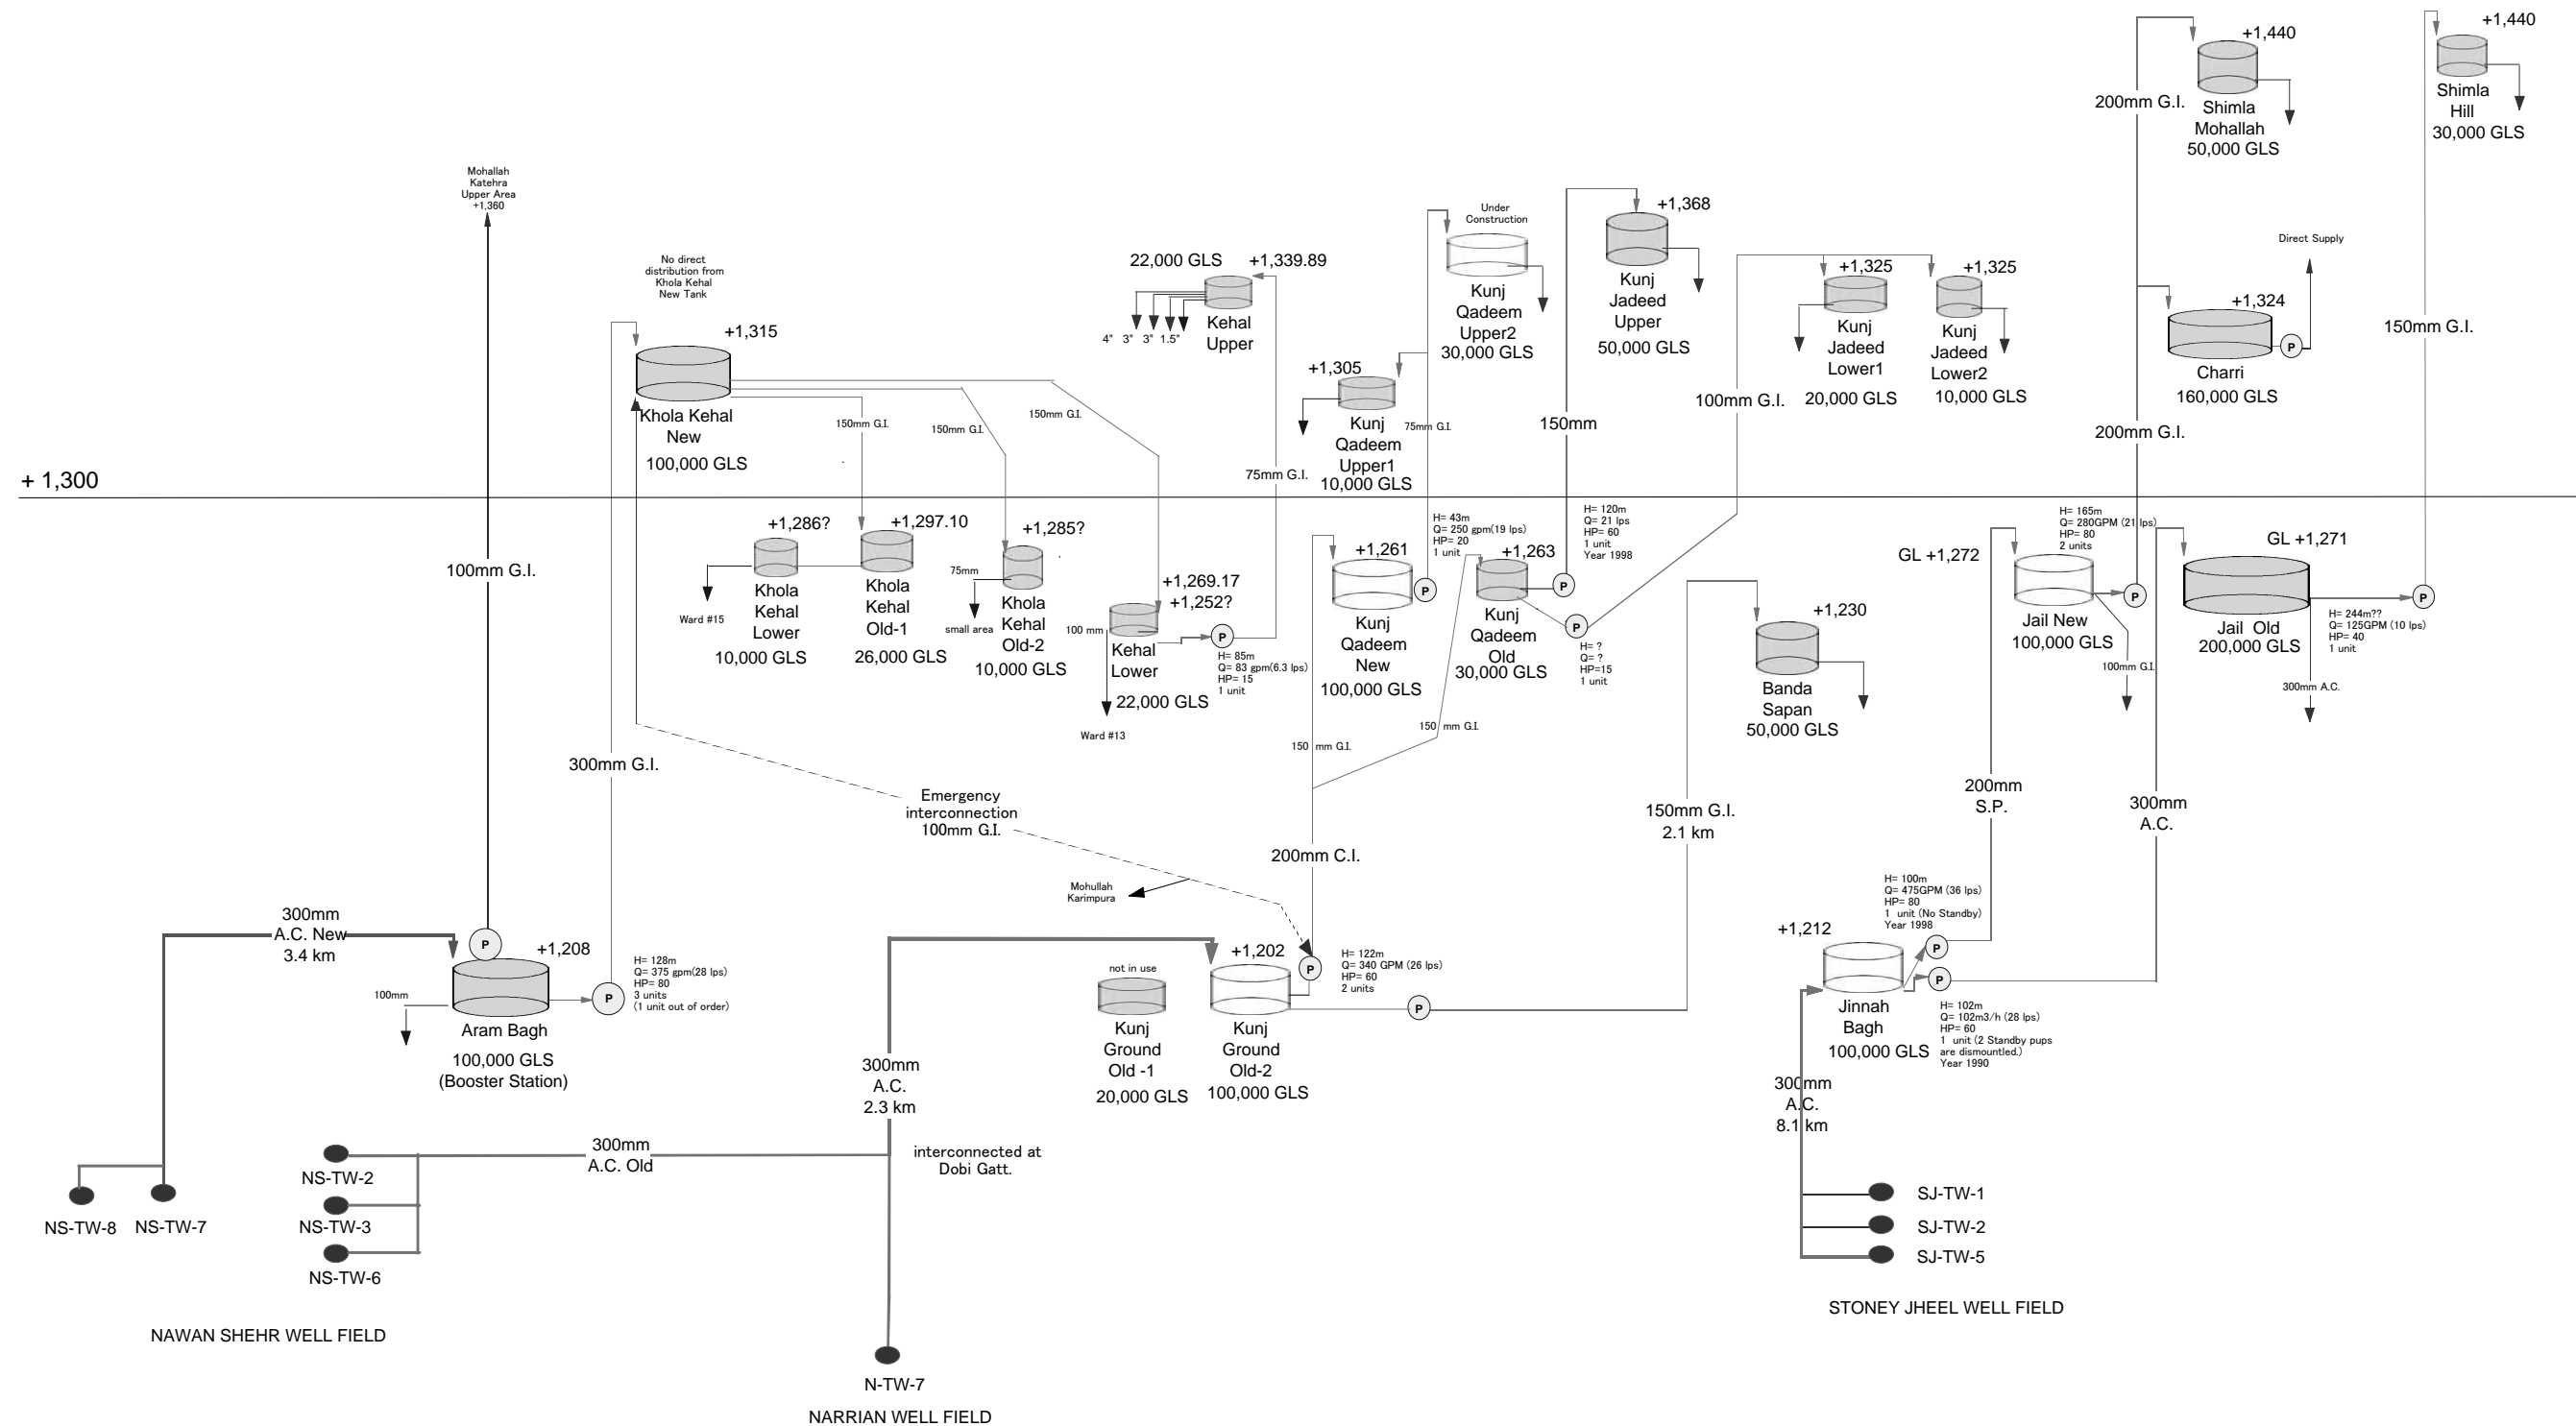 +1,440
Shimla
Mohallah
50,000 GLS
200mm G.I.
+1,440
Shimla
Hill
30,000 GLS
150mm G.I.
Mohallah
Katehra
Upper Area
+1,360
100mm G.I.
No direct
distribution from
Khola Kehal
New Tank
+1,315
Khola Kehal
New
100,000 GLS
150mm G.I.
150mm G.I.
150mm G.I.
22,000 GLS
+1,339.89
4"
3"
3"
1.5"
Kehal
Upper
75mm G.I.
Under
Construction
Kunj
Qadeem
Upper2
30,000 GLS
+1,305
Kunj
Qadeem
Upper1
10,000 GLS
75mm G.I.
+1,368
Kunj
Jadeed
Upper
50,000 GLS
150mm
100mm G.I.
+1,325
Kunj
Jadeed
Lower1
20,000 GLS
+1,325
Kunj
Jadeed
Lower2
10,000 GLS
Direct Supply
+1,324
P
Charri
160,000 GLS
200mm G.I.
+ 1,300
+1,286?
Khola
Kehal
Lower
10,000 GLS
Ward #15
+1,297.10
Khola
Kehal
Old-1
26,000 GLS
+1,285?
75mm
small area
Khola
Kehal
Old-2
10,000 GLS
+1,269.17
+1,252?
100 mm
Kehal
Lower
22,000 GLS
Ward #13
P
H= 85m
Q= 83 gpm(6.3 lps)
HP= 15
1 unit
+1,261
Kunj
Qadeem
New
100,000 GLS
P
H= 43m
Q= 250 gpm(19 lps)
HP= 20
1 unit
+1,263
Kunj
Qadeem
Old
30,000 GLS
P
H= 120m
Q= 21 lps
HP= 60
1 unit
Year 1998
P
H= ?
Q= ?
HP=15
1 unit
150 mm G.I.
150 mm G.I.
+1,230
Banda
Sapan
50,000 GLS
GL +1,272
Jail New
100,000 GLS
H= 165m
Q= 280GPM (21 lps)
HP= 80
2 units
P
100mm G.I.
GL +1,271
Jail Old
200,000 GLS
P
H= 244m??
Q= 125GPM (10 lps)
HP= 40
1 unit
300mm A.C.
300mm G.I.
Emergency
interconnection
100mm G.I.
Mohullah
Karimpura
200mm C.I.
150mm G.I.
2.1 km
200mm
S.P.
300mm
A.C.
300mm
A.C. New
3.4 km
P
+1,208
100mm
Aram Bagh
100,000 GLS
(Booster Station)
P
H= 128m
Q= 375 gpm(28 lps)
HP= 80
3 units
(1 unit out of order)
not in use
Kunj
Ground
Old -1
20,000 GLS
+1,202
Kunj
Ground
Old-2
100,000 GLS
P
H= 122m
Q= 340 GPM (26 lps)
HP= 60
2 units
P
H= 100m
Q= 475GPM (36 lps)
HP= 80
1 unit (No Standby)
Year 1998
+1,212
P
P
Jinnah
Bagh
100,000 GLS
H= 102m
Q= 102m3/h (28 lps)
HP= 60
1 unit (2 Standby pups
are dismountled.)
Year 1990
300mm
A.C.
2.3 km
300mm
A.C.
8.1 km
300mm
A.C. Old
interconnected at
Dobi Gatt.
NS-TW-8
NS-TW-7
NS-TW-2
NS-TW-3
NS-TW-6
NAWAN SHEHR WELL FIELD
N-TW-7
NARRIAN WELL FIELD
SJ-TW-1
SJ-TW-2
SJ-TW-5
STONEY JHEEL WELL FIELD